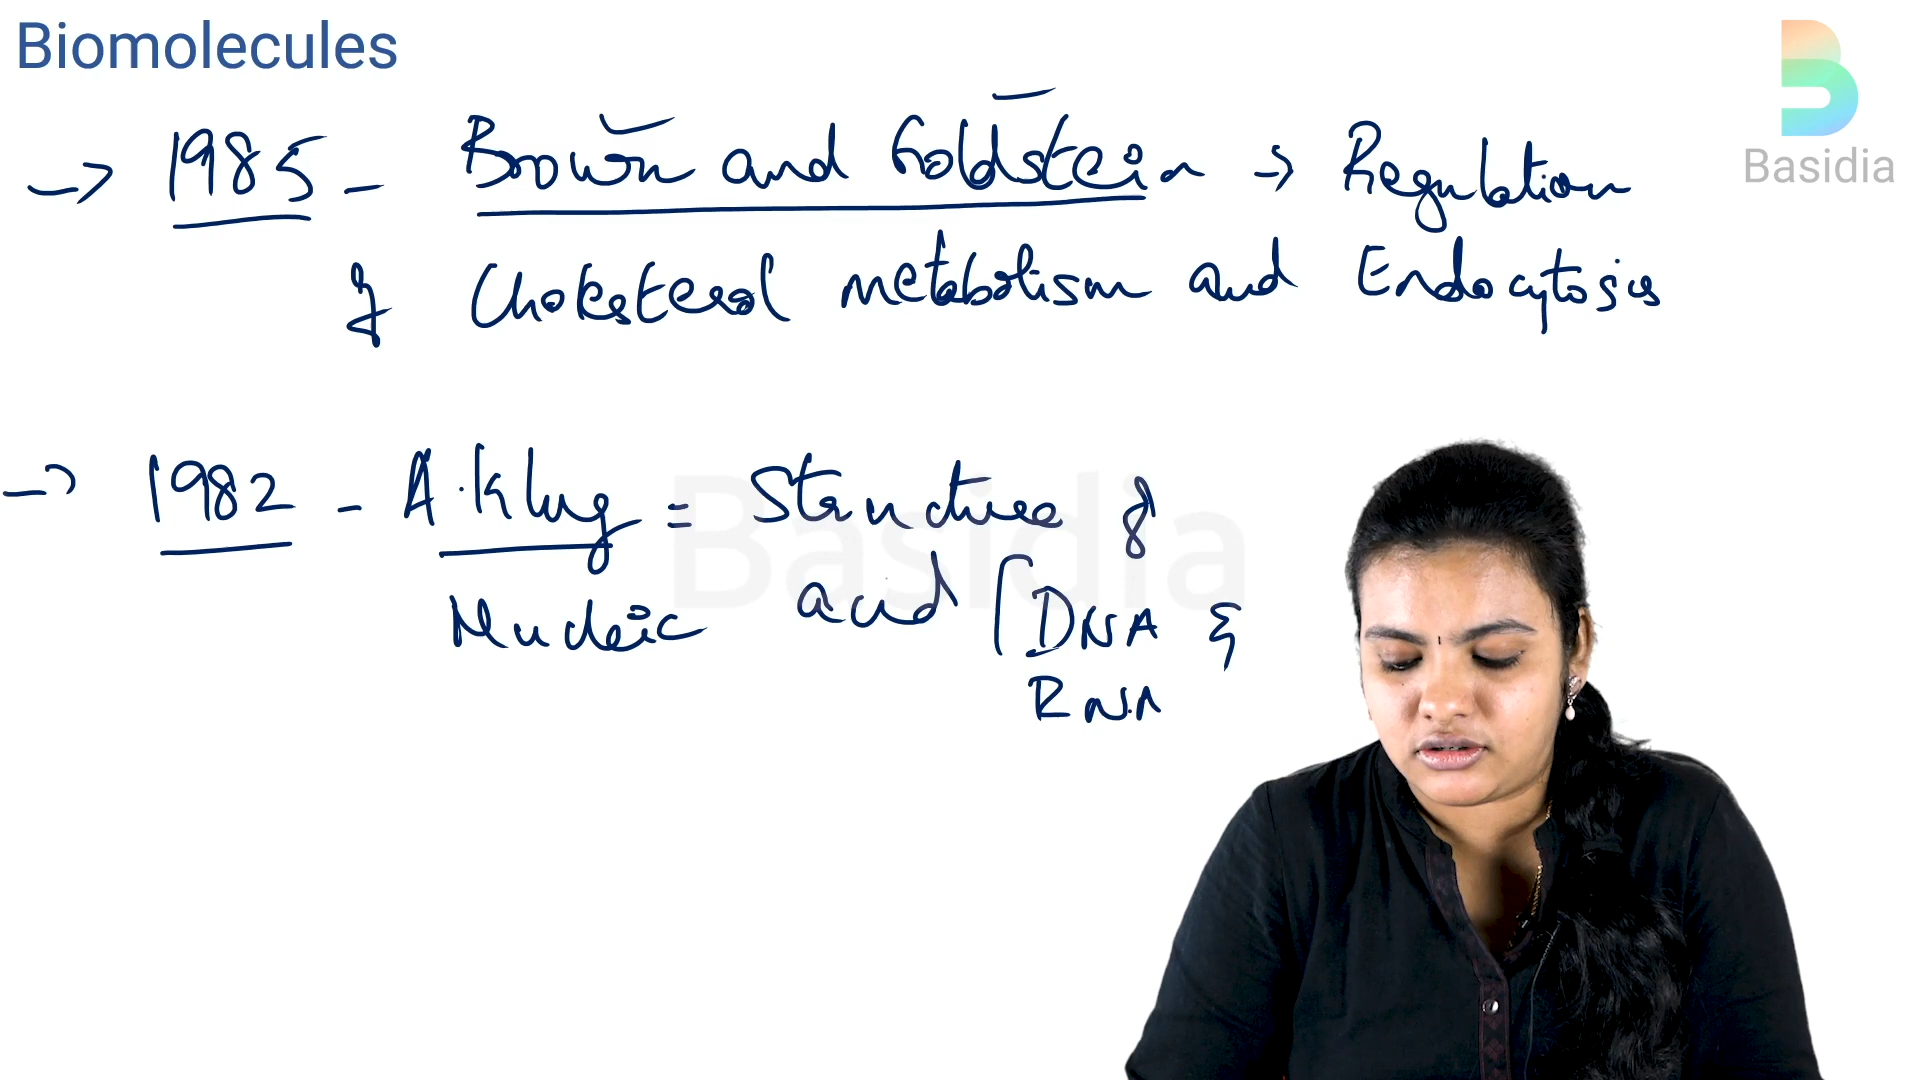 Biomolecules
Basidia
→ 1985 - Brown and Goldstein → Regulation
of Cholesterol metabolism and Endocytosis
→ 1982 - A.Klug = Structure of
Nucleic acid [DNA &
RNA
Basidia